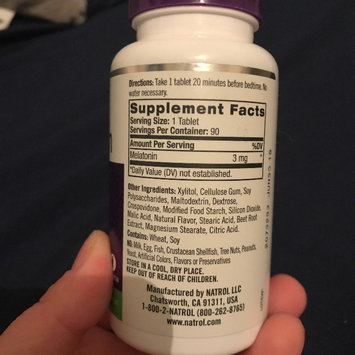 Directions: Take 1 tablet 20 minutes before bedtime. No
water necessary.
Supplement Facts
Serving Size: 1 Tablet
Servings Per Container: 90
Amount Per Serving %DV
Melatonin 3 mg *
*Daily Value (DV) not established.
Other Ingredients: Xylitol, Cellulose Gum, Soy
Polysaccharides, Maltodextrin, Dextrose,
Crospovidone, Modified Food Starch, Silicon Dioxide,
Malic Acid, Natural Flavor, Stearic Acid, Beet Root
Extract, Magnesium Stearate, Citric Acid.
Contains: Wheat, Soy
NO: Milk, Egg, Fish, Crustacean Shellfish, Tree Nuts, Peanuts,
Yeast, Artificial Colors, Flavors or Preservatives
STORE IN A COOL, DRY PLACE.
KEEP OUT OF REACH OF CHILDREN.
Manufactured by NATROL LLC
Chatsworth, CA 91311, USA
1-800-2-NATROL (800-262-8765)
www.natrol.com